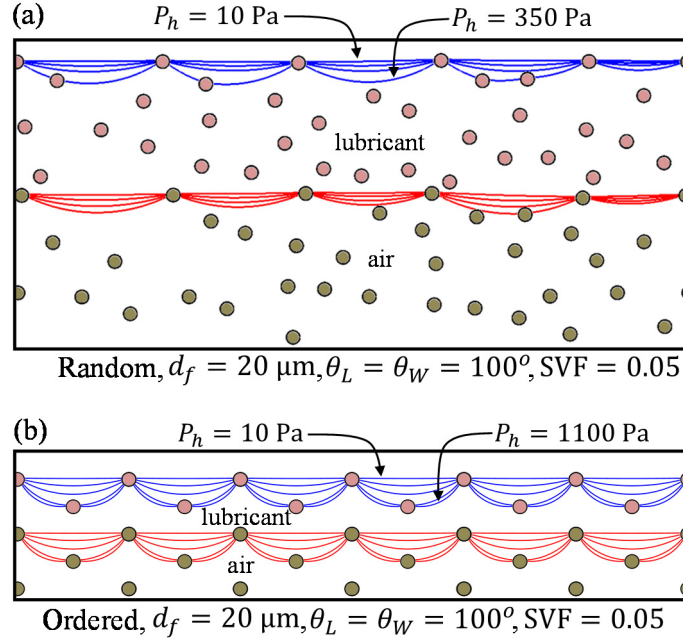 (a)
P_h = 10 Pa P_h = 350 Pa
lubricant
air
Random, d_f = 20 μm, θ_L = θ_W = 100°, SVF = 0.05
(b)
P_h = 10 Pa P_h = 1100 Pa
lubricant
air
Ordered, d_f = 20 μm, θ_L = θ_W = 100°, SVF = 0.05